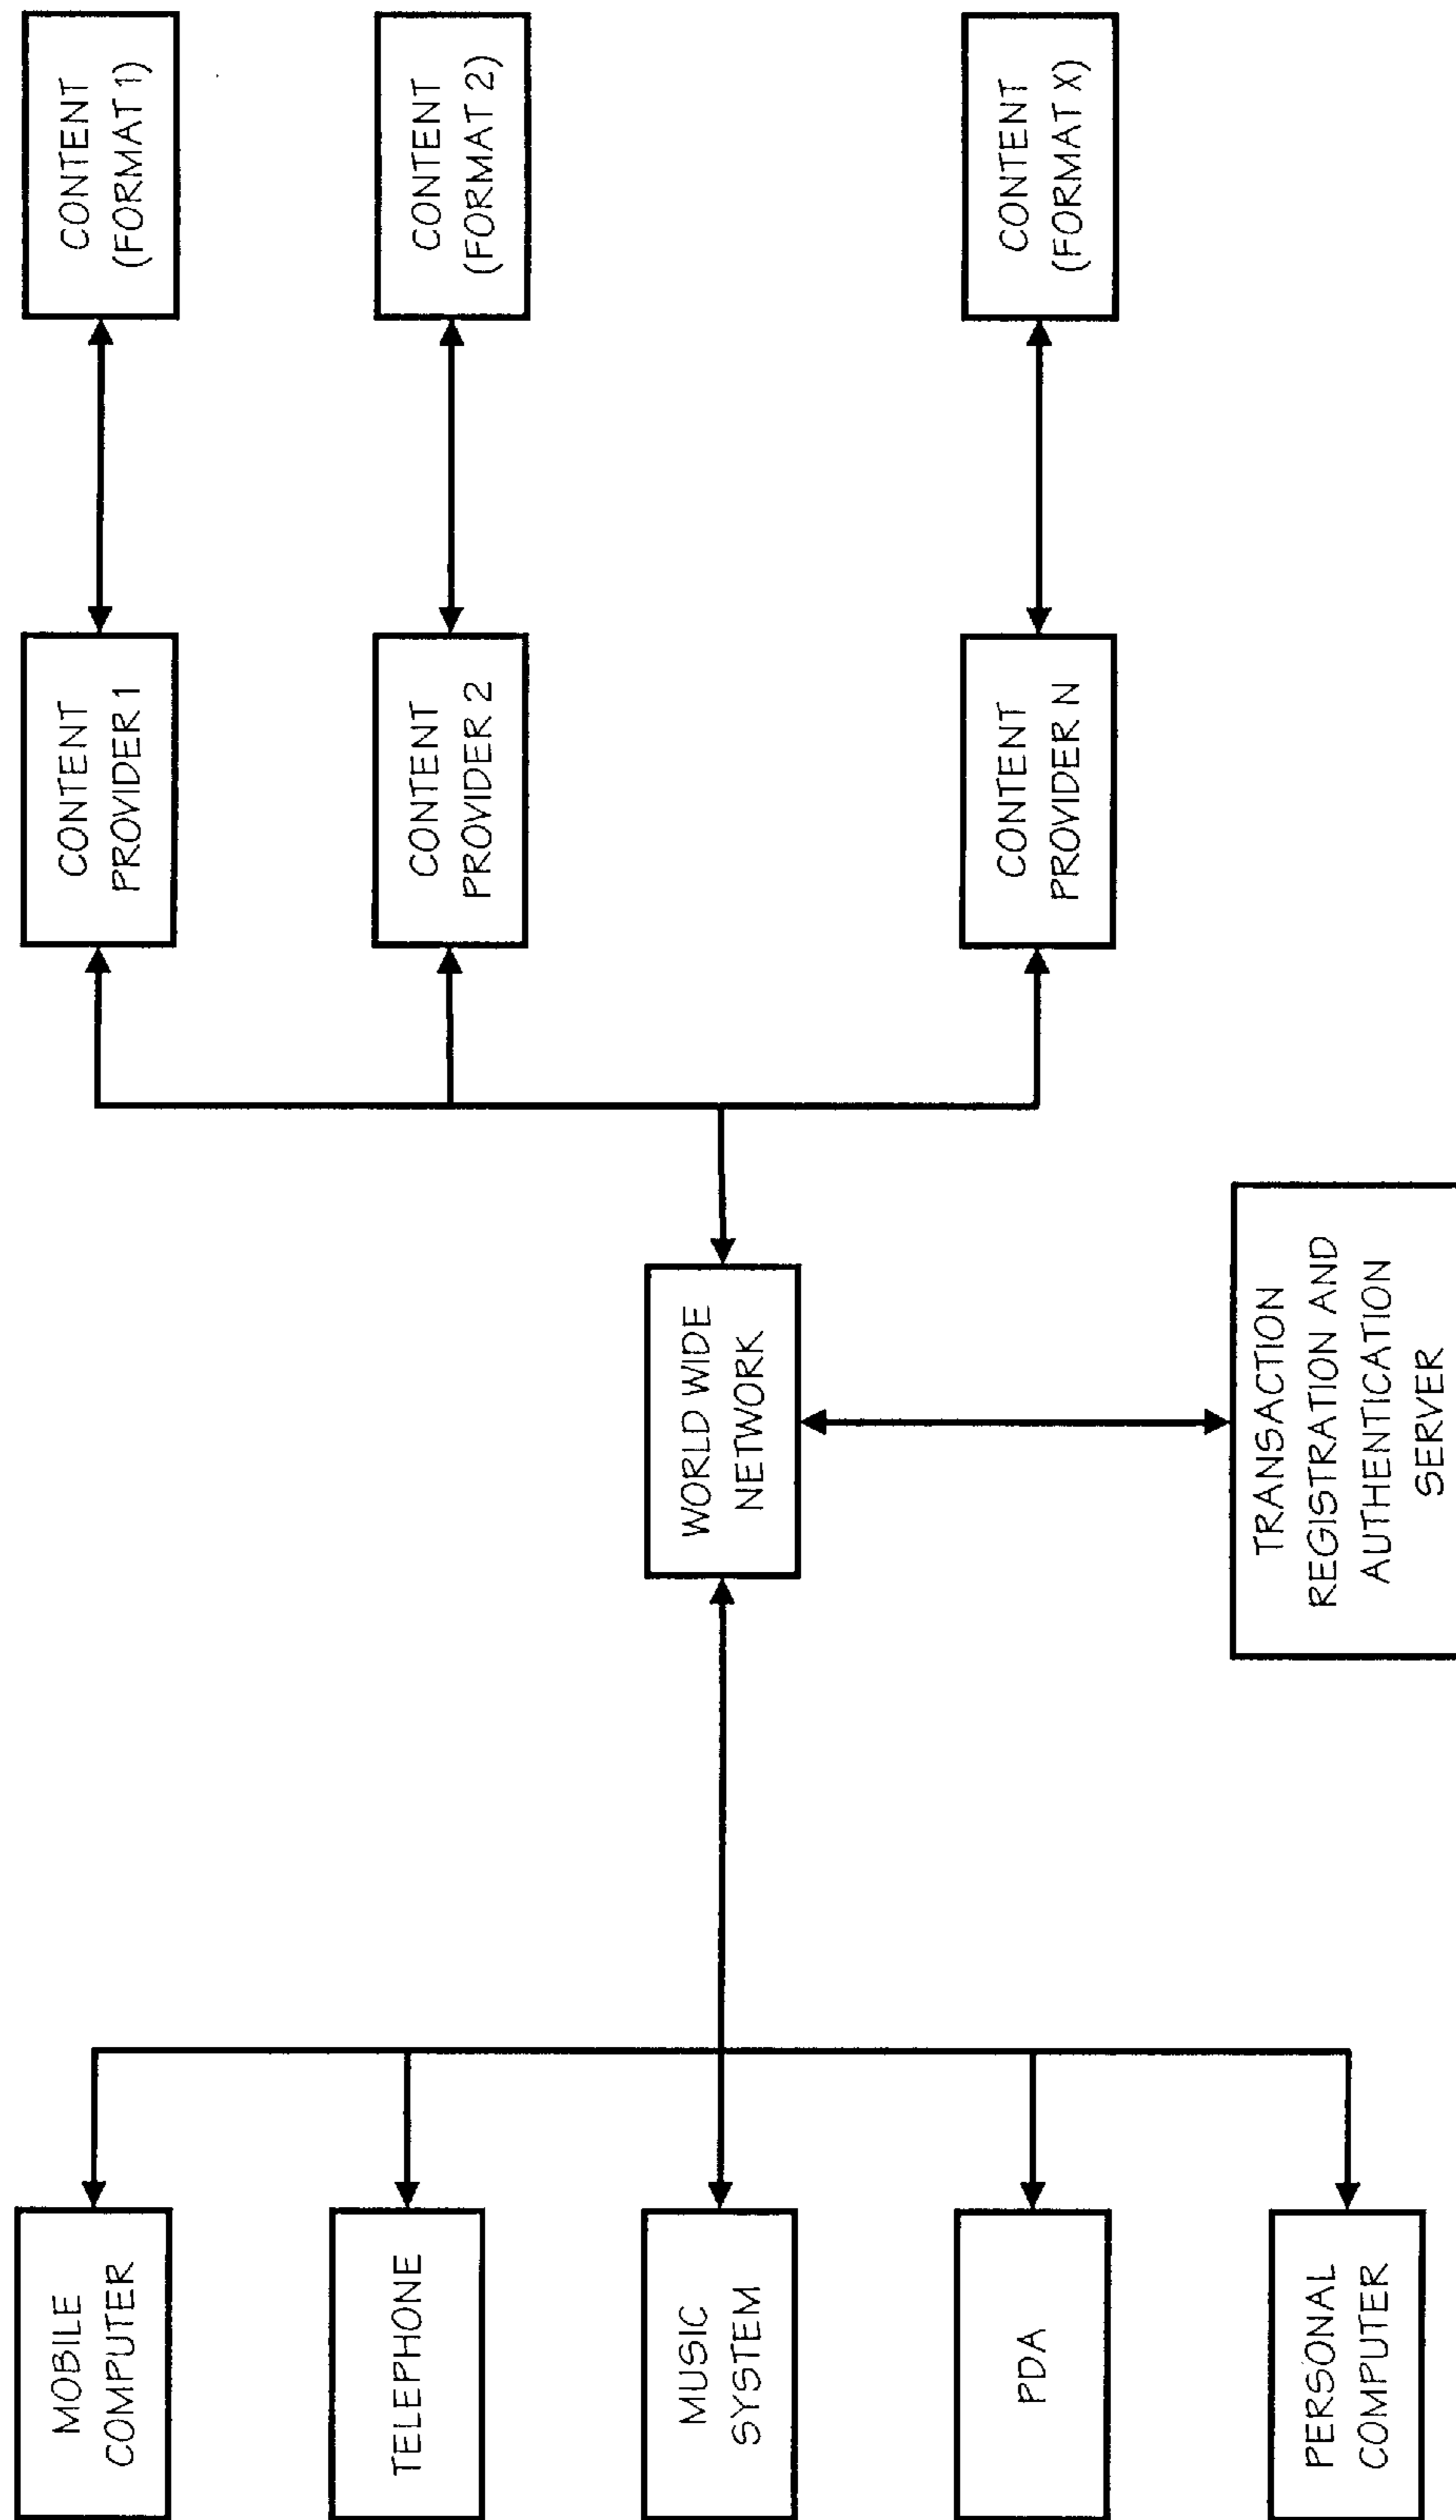 MOBILE
COMPUTER
TELEPHONE
MUSIC
SYSTEM
PDA
PERSONAL
COMPUTER
WORLD WIDE
NETWORK
TRANSACTION
REGISTRATION AND
AUTHENTICATION
SERVER
CONTENT
PROVIDER 1
CONTENT
PROVIDER 2
CONTENT
PROVIDER N
CONTENT
(FORMAT 1)
CONTENT
(FORMAT 2)
CONTENT
(FORMAT X)